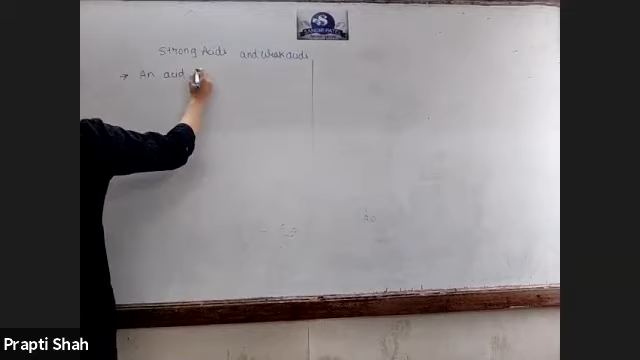 Strong Acids and Weak acids
→ An acid
Prapti Shah